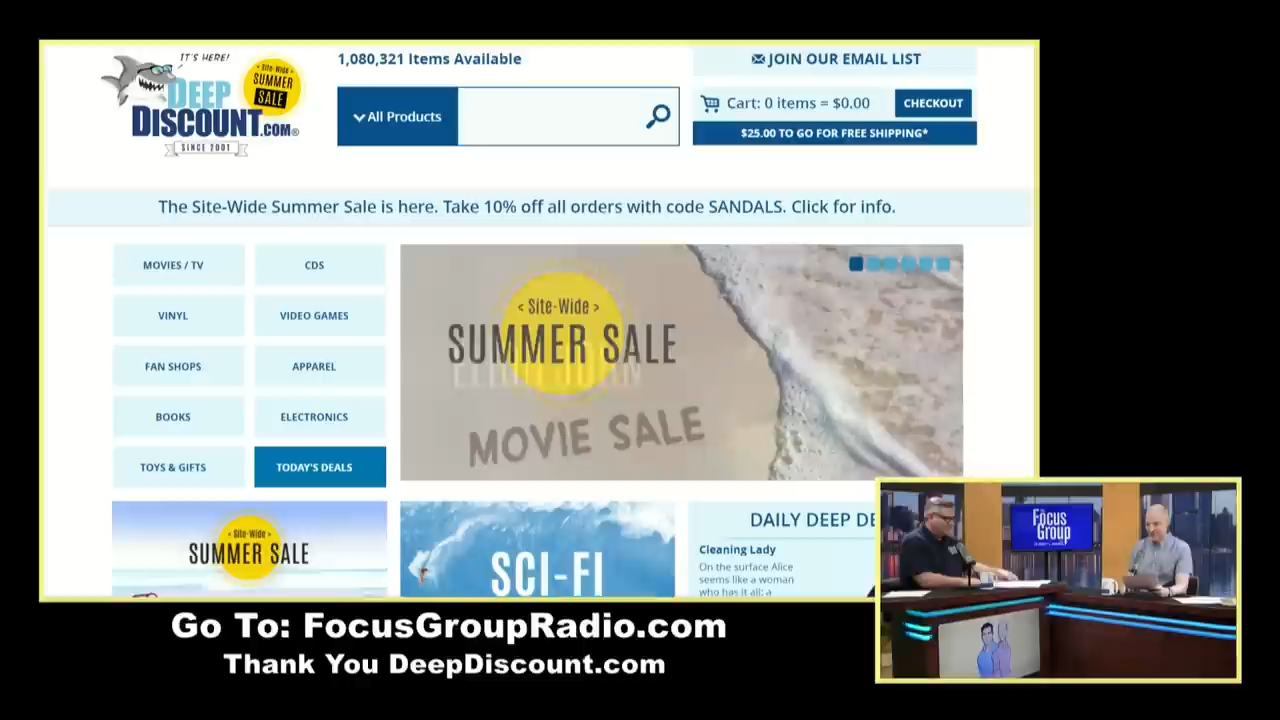 IT'S HERE!
< Site-Wide >
SUMMER
SALE
DEEP
DISCOUNT.COM®
SINCE 2001
1,080,321 Items Available
All Products
JOIN OUR EMAIL LIST
Cart: 0 items = $0.00
CHECKOUT
$25.00 TO GO FOR FREE SHIPPING*
The Site-Wide Summer Sale is here. Take 10% off all orders with code SANDALS. Click for info.
MOVIES / TV
CDS
VINYL
VIDEO GAMES
FAN SHOPS
APPAREL
BOOKS
ELECTRONICS
TOYS & GIFTS
TODAY'S DEALS
< Site-Wide >
SUMMER SALE
MOVIE SALE
< Site-Wide >
SUMMER SALE
SCI-FI
DAILY DEEP DE
Cleaning Lady
On the surface Alice
seems like a woman
who has it all: a
The
Focus
Group
Go To: FocusGroupRadio.com
Thank You DeepDiscount.com